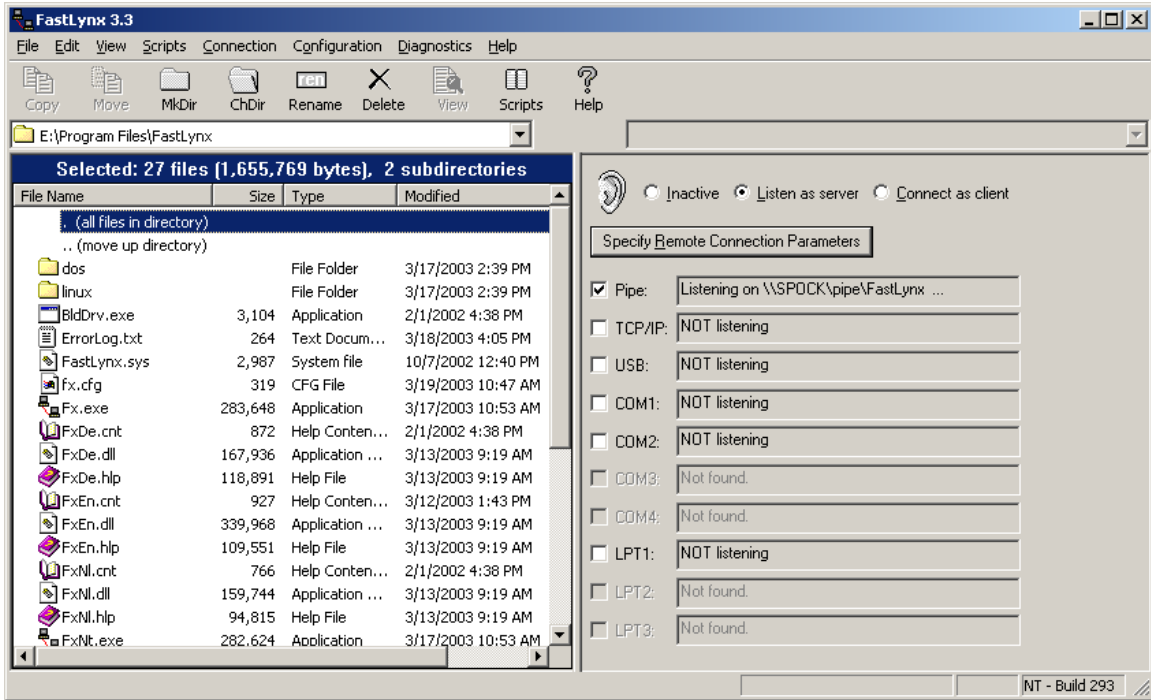 FastLynx 3.3
File Edit View Scripts Connection Configuration Diagnostics Help
Copy Move MkDir ChDir Rename Delete View Scripts Help
ren
E:\Program Files\FastLynx
Selected: 27 files (1,655,769 bytes), 2 subdirectories
File Name Size Type Modified
. (all files in directory)
.. (move up directory)
dos File Folder 3/17/2003 2:39 PM
linux File Folder 3/17/2003 2:39 PM
BldDrv.exe 3,104 Application 2/1/2002 4:38 PM
ErrorLog.txt 264 Text Docum... 3/18/2003 4:05 PM
FastLynx.sys 2,987 System file 10/7/2002 12:40 PM
fx.cfg 319 CFG File 3/19/2003 10:47 AM
Fx.exe 283,648 Application 3/17/2003 10:53 AM
FxDe.cnt 872 Help Conten... 2/1/2002 4:38 PM
FxDe.dll 167,936 Application ... 3/13/2003 9:19 AM
FxDe.hlp 118,891 Help File 3/13/2003 9:19 AM
FxEn.cnt 927 Help Conten... 3/12/2003 1:43 PM
FxEn.dll 339,968 Application ... 3/13/2003 9:19 AM
FxEn.hlp 109,551 Help File 3/13/2003 9:19 AM
FxNl.cnt 766 Help Conten... 2/1/2002 4:38 PM
FxNl.dll 159,744 Application ... 3/13/2003 9:19 AM
FxNl.hlp 94,815 Help File 3/13/2003 9:19 AM
FxNt.exe 282,624 Application 3/17/2003 10:53 AM
Inactive Listen as server Connect as client
Specify Remote Connection Parameters
Pipe: Listening on \\SPOCK\pipe\FastLynx ...
TCP/IP: NOT listening
USB: NOT listening
COM1: NOT listening
COM2: NOT listening
COM3: Not found.
COM4: Not found.
LPT1: NOT listening
LPT2: Not found.
LPT3: Not found.
NT - Build 293